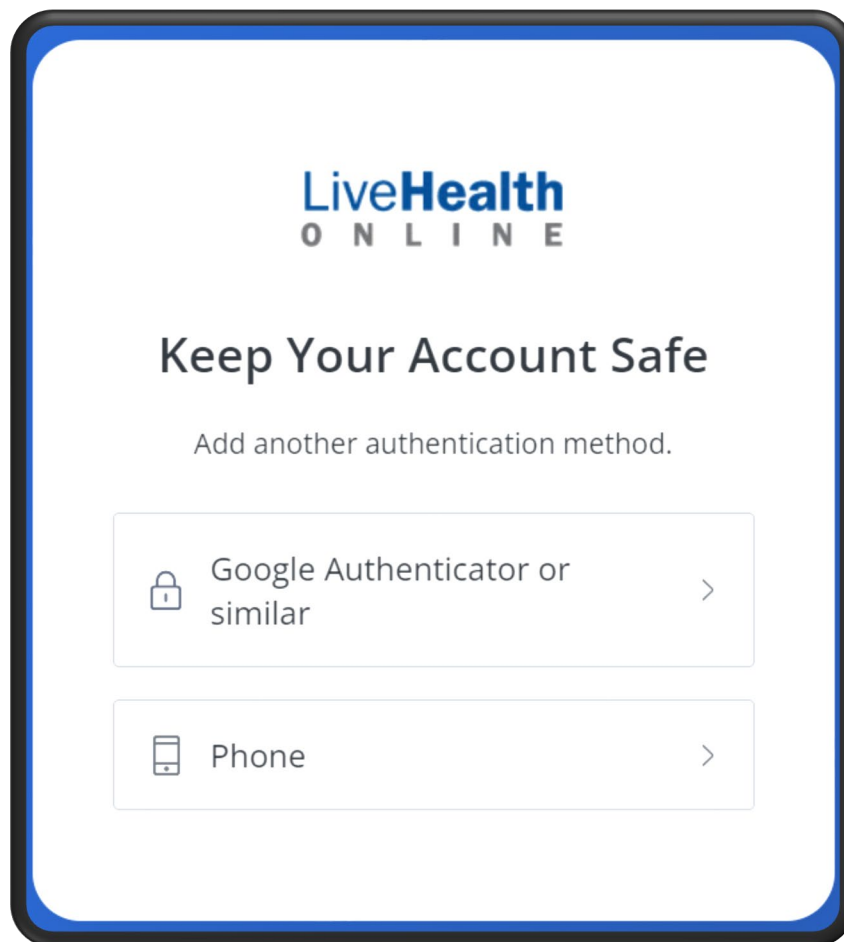 LiveHealth
ONLINE
Keep Your Account Safe
Add another authentication method.
Google Authenticator or
similar
Phone